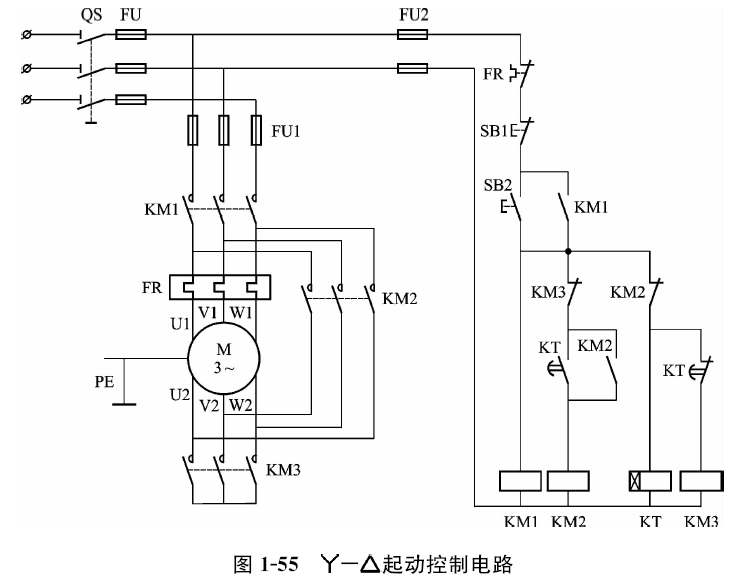 QS FU FU2
FR
FU1
SB1
SB2
KM1 KM1
FR KM2 KM3 KM2
V1 W1
U1
M
3~
KT KM2 KT
PE
U2
V2 W2
KM3
KM1 KM2 KT KM3
图 1-55 Y—△起动控制电路